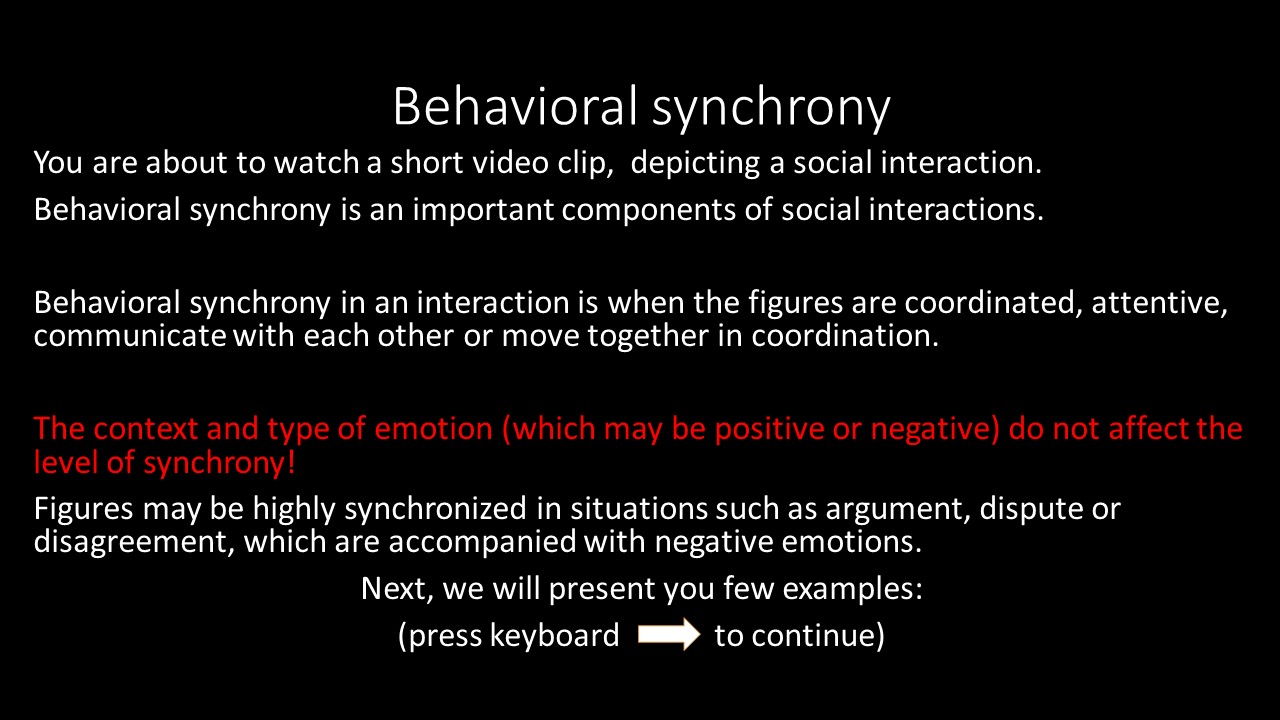 Behavioral synchrony
You are about to watch a short video clip,  depicting a social interaction.
Behavioral synchrony is an important components of social interactions.
Behavioral synchrony in an interaction is when the figures are coordinated, attentive,
communicate with each other or move together in coordination.
The context and type of emotion (which may be positive or negative) do not affect the
level of synchrony!
Figures may be highly synchronized in situations such as argument, dispute or
disagreement, which are accompanied with negative emotions.
Next, we will present you few examples:
(press keyboard to continue)